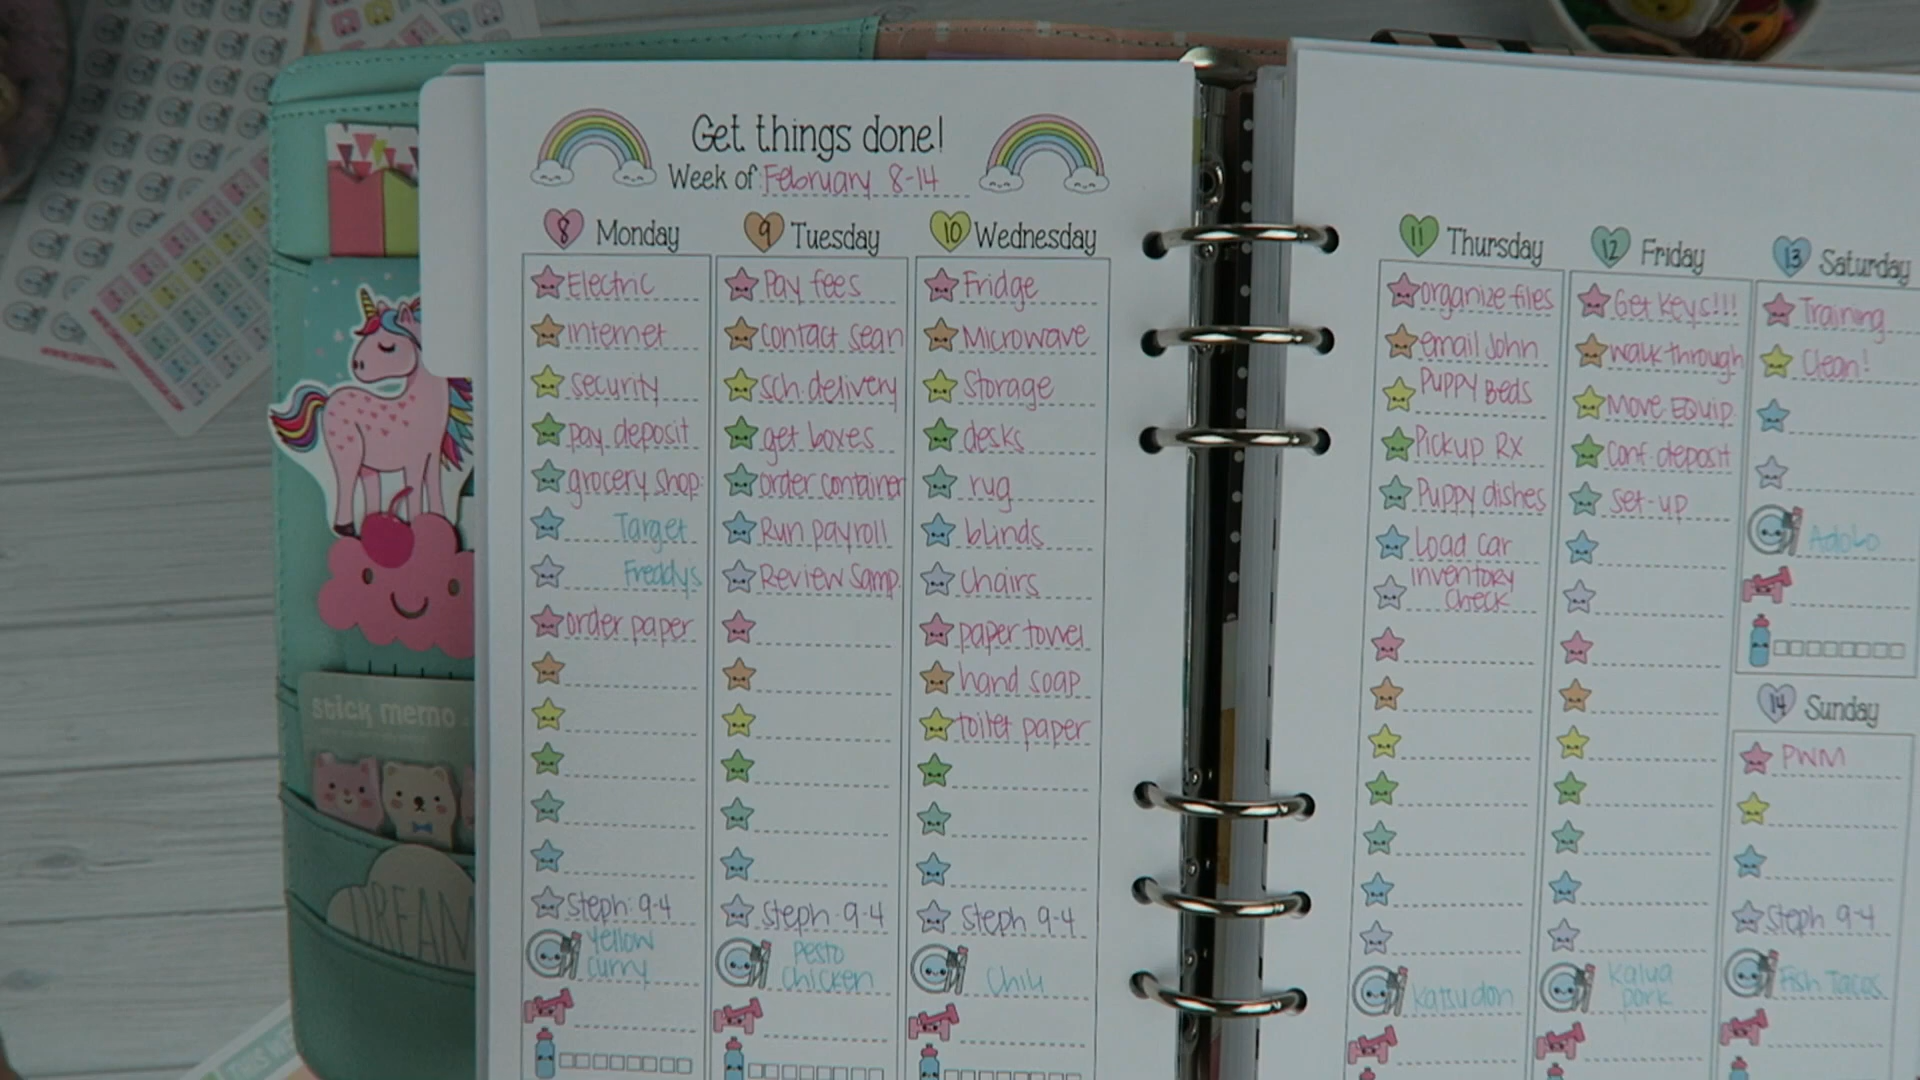 Get things done!
Week of February 8-14
8 Monday
Electric
internet
security
pay deposit
grocery shop:
Target
Freddy's
order paper
Steph 9-4
Yellow
curry
9 Tuesday
Pay fees
contact sean
sch. delivery
get boxes
order container
Run payroll
Review Samp.
Steph 9-4
Pesto
chicken
10 Wednesday
Fridge
Microwave
Storage
desks
rug
blinds
Chairs
paper towel
hand soap
toilet paper
Steph 9-4
Chili
11 Thursday
organize files
email John
Puppy Beds
Pickup RX
Puppy dishes
Load car
inventory
check
Katsudon
12 Friday
Get Keys!!!
walk through
Move Equip.
Conf. deposit
set-up
Kalua
pork
13 Saturday
Training
Clean!
Adobo
14 Sunday
PWM
Steph 9-4
Fish Tacos
stick memo
DREAM